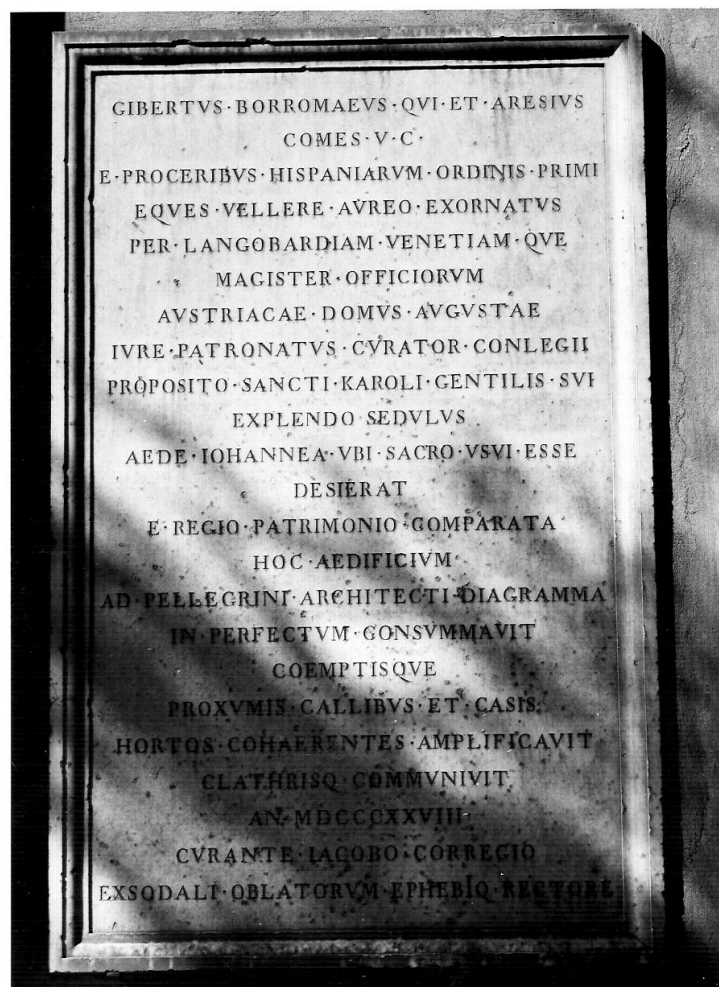 GIBERTVS·BORROMAEVS·QVI·ET·ARESIVS
COMES·V·C·
E·PROCERIBVS·HISPANIARVM·ORDINIS·PRIMI
EQVES·VELLERE·AVREO·EXORNATVS
PER·LANGOBARDIAM·VENETIAM·QVE
MAGISTER·OFFICIORVM
AVSTRIACAE·DOMVS·AVGVSTAE
IVRE·PATRONATVS·CVRATOR·CONLEGII
PROPOSITO·SANCTI·KAROLI·GENTILIS·SVI
EXPLENDO·SEDVLVS
AEDE·IOHANNEA·VBI·SACRO·VSVI·ESSE
DESIERAT
E·REGIO·PATRIMONIO·COMPARATA
HOC·AEDIFICIVM
AD·PELLEGRINI·ARCHITECTI·DIAGRAMMA
IN·PERFECTVM·CONSVMMAVIT
COEMPTISQVE
PROXVMIS·CALLIBVS·ET·CASIS
HORTOS·COHAERENTES·AMPLIFICAVIT
CLATHRISQ·COMMVNIVIT
AN·MDCCCXXVIII
CVRANTE·IACOBO·CORREGIO
EXSODALI·OBLATORVM·EPHEBIQ·RECTORE